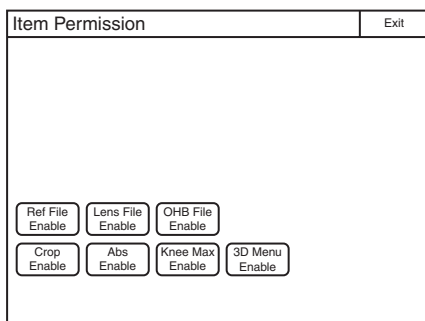 Item Permission
Exit
Ref File
Enable
Lens File
Enable
OHB File
Enable
Crop
Enable
Abs
Enable
Knee Max
Enable
3D Menu
Enable